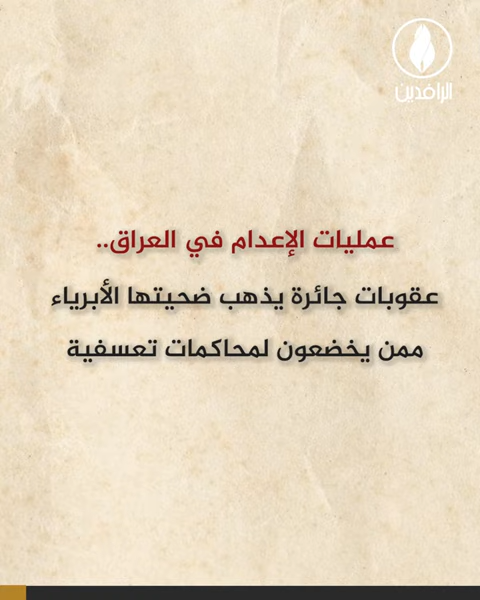 الرافدين
عمليات الإعدام في العراق..
عقوبات جائرة يذهب ضحيتها الأبرياء
ممن يخضعون لمحاكمات تعسفية